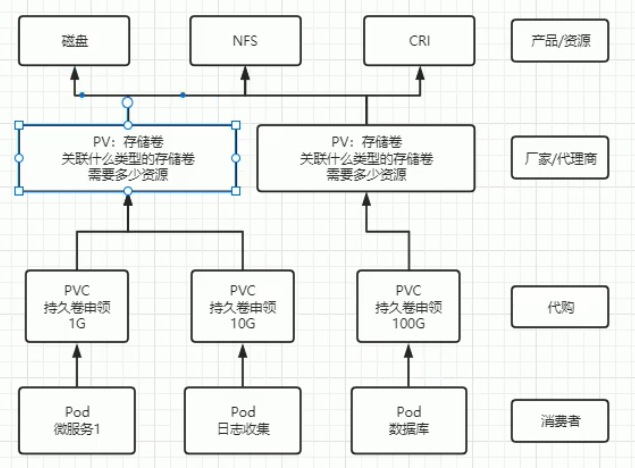 磁盘
NFS
CRI
产品/资源
PV：存储卷
关联什么类型的存储卷
需要多少资源
PV：存储卷
关联什么类型的存储卷
需要多少资源
厂家/代理商
PVC
持久卷申领
1G
PVC
持久卷申领
10G
PVC
持久卷申领
100G
代购
Pod
微服务1
Pod
日志收集
Pod
数据库
消费者